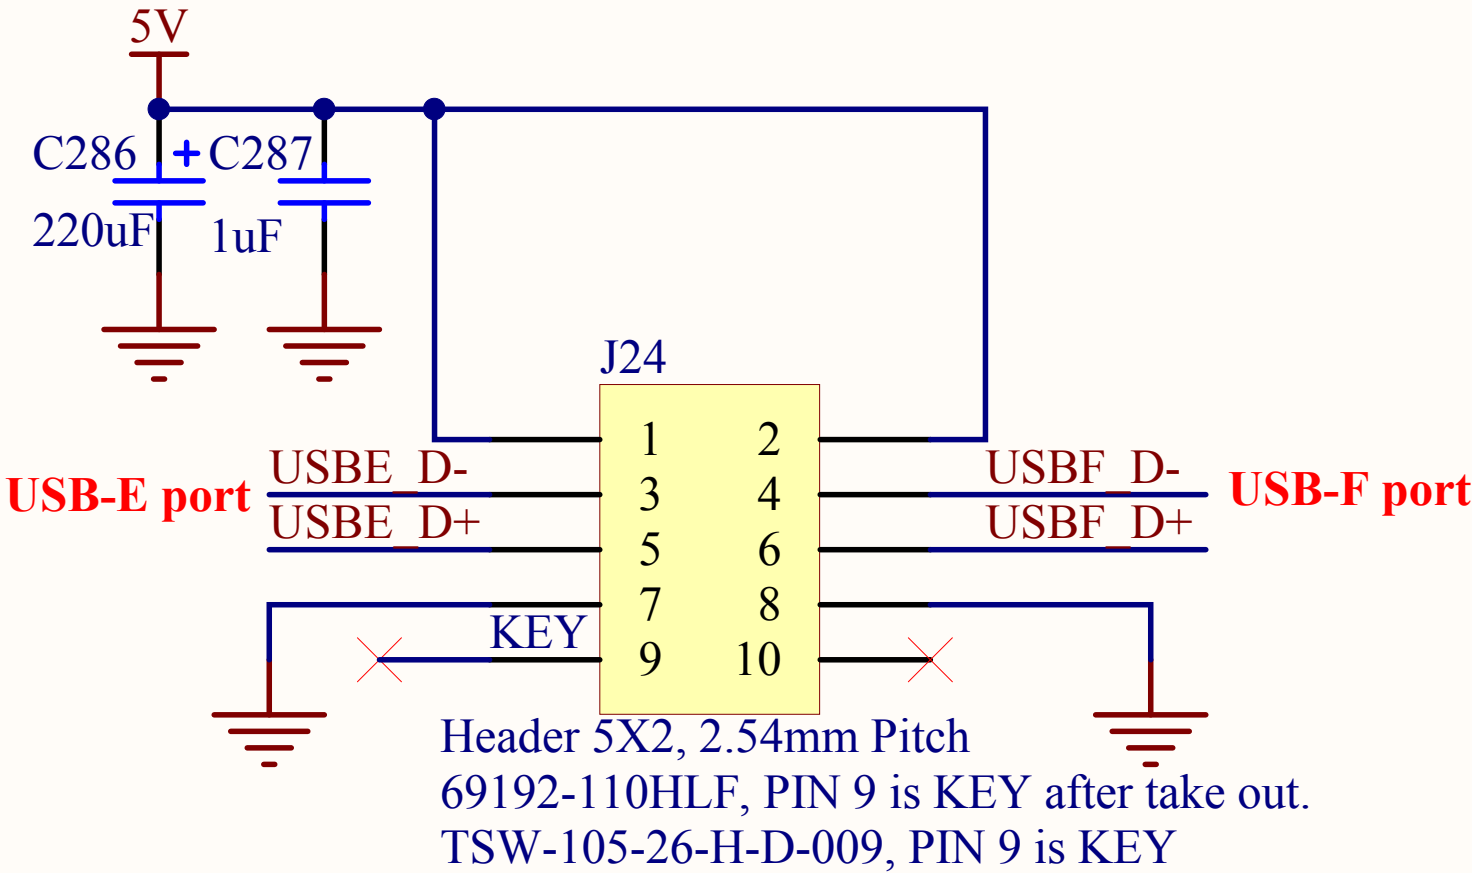 5V
C286
+
C287
220uF
1uF
J24
1 2
USBE_D-
USBF_D-
USB-E port
3 4
USB-F port
USBE_D+
USBF_D+
5 6
7 8
KEY
9 10
Header 5X2, 2.54mm Pitch
69192-110HLF, PIN 9 is KEY after take out.
TSW-105-26-H-D-009, PIN 9 is KEY